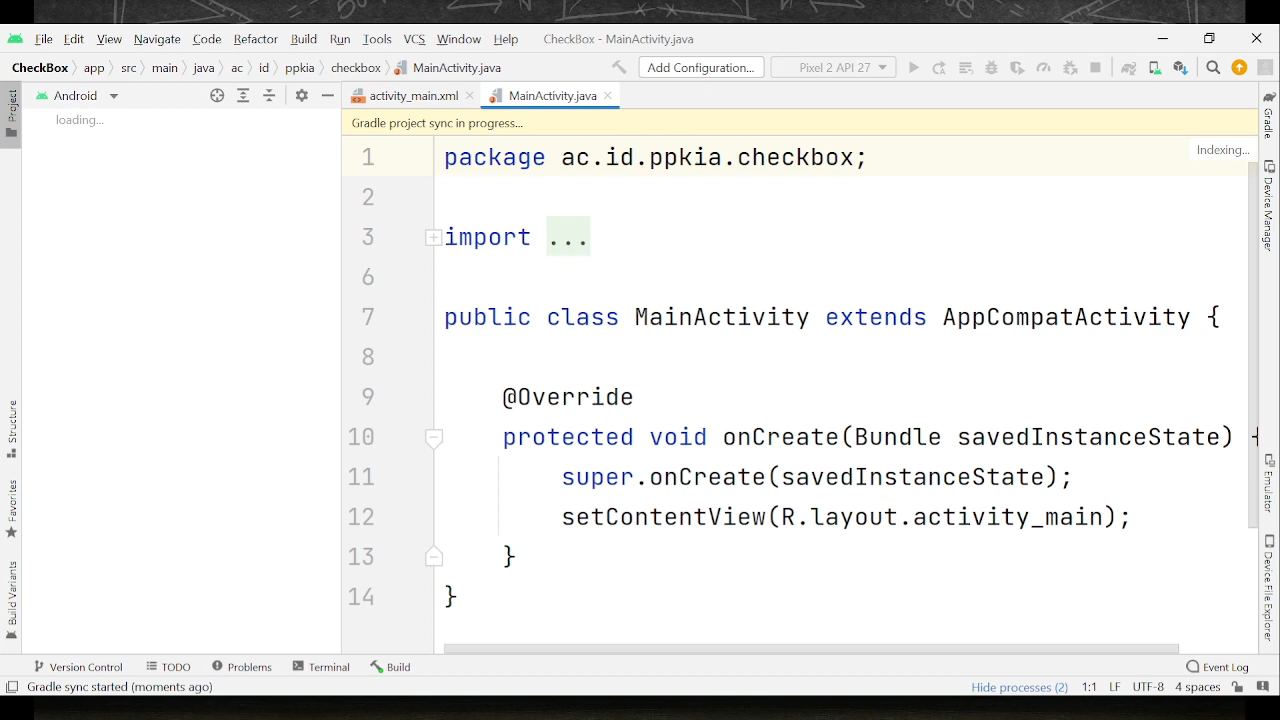 File Edit View Navigate Code Refactor Build Run Tools VCS Window Help CheckBox - MainActivity.java
CheckBox app src main java ac id ppkia checkbox MainActivity.java Add Configuration... Pixel 2 API 27
Project
Android
activity_main.xml MainActivity.java
Gradle
loading...
Gradle project sync in progress...
Indexing...
1 package ac.id.ppkia.checkbox;
2
3 import ...
6
7 public class MainActivity extends AppCompatActivity {
8
9 @Override
10 protected void onCreate(Bundle savedInstanceState) {
11 super.onCreate(savedInstanceState);
12 setContentView(R.layout.activity_main);
13 }
14 }
Device Manager
Structure
Favorites
Build Variants
Emulator
Device File Explorer
Version Control TODO Problems Terminal Build Event Log
Gradle sync started (moments ago) Hide processes (2) 1:1 LF UTF-8 4 spaces